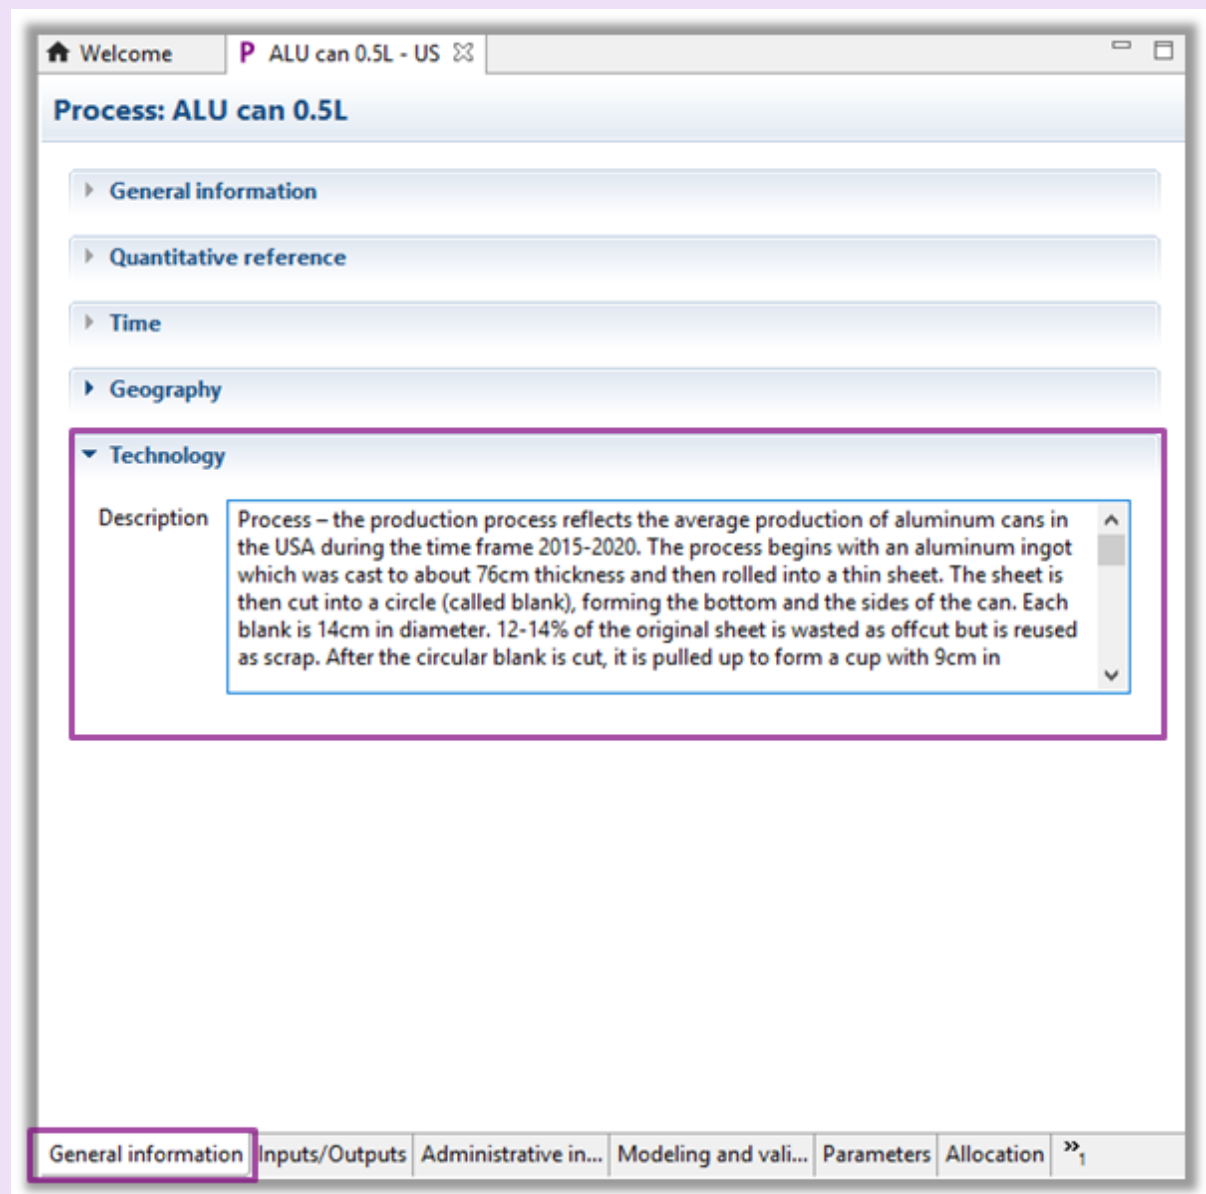 Welcome
P ALU can 0.5L - US
Process: ALU can 0.5L
General information
Quantitative reference
Time
Geography
Technology
Description
Process – the production process reflects the average production of aluminum cans in
the USA during the time frame 2015-2020. The process begins with an aluminum ingot
which was cast to about 76cm thickness and then rolled into a thin sheet. The sheet is
then cut into a circle (called blank), forming the bottom and the sides of the can. Each
blank is 14cm in diameter. 12-14% of the original sheet is wasted as offcut but is reused
as scrap. After the circular blank is cut, it is pulled up to form a cup with 9cm in
General information Inputs/Outputs Administrative in... Modeling and vali... Parameters Allocation »1